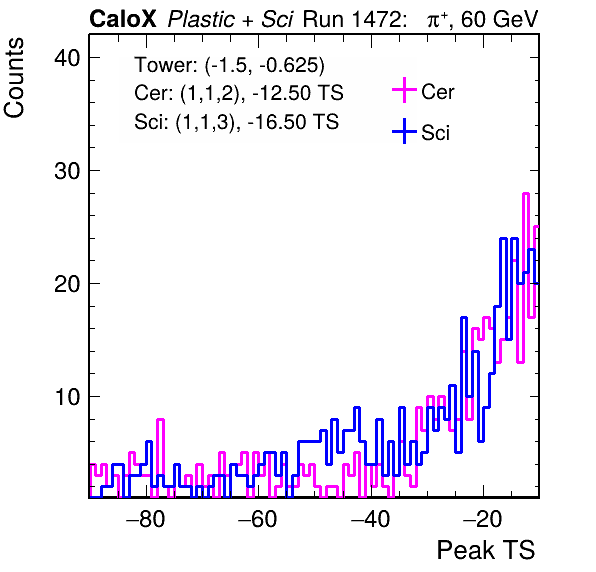 CaloX Plastic + Sci Run 1472: π⁺, 60 GeV
Tower: (-1.5, -0.625)
Cer: (1,1,2), -12.50 TS
Sci: (1,1,3), -16.50 TS
Cer
Sci
Counts
40
30
20
10
−80 −60 −40 −20
Peak TS